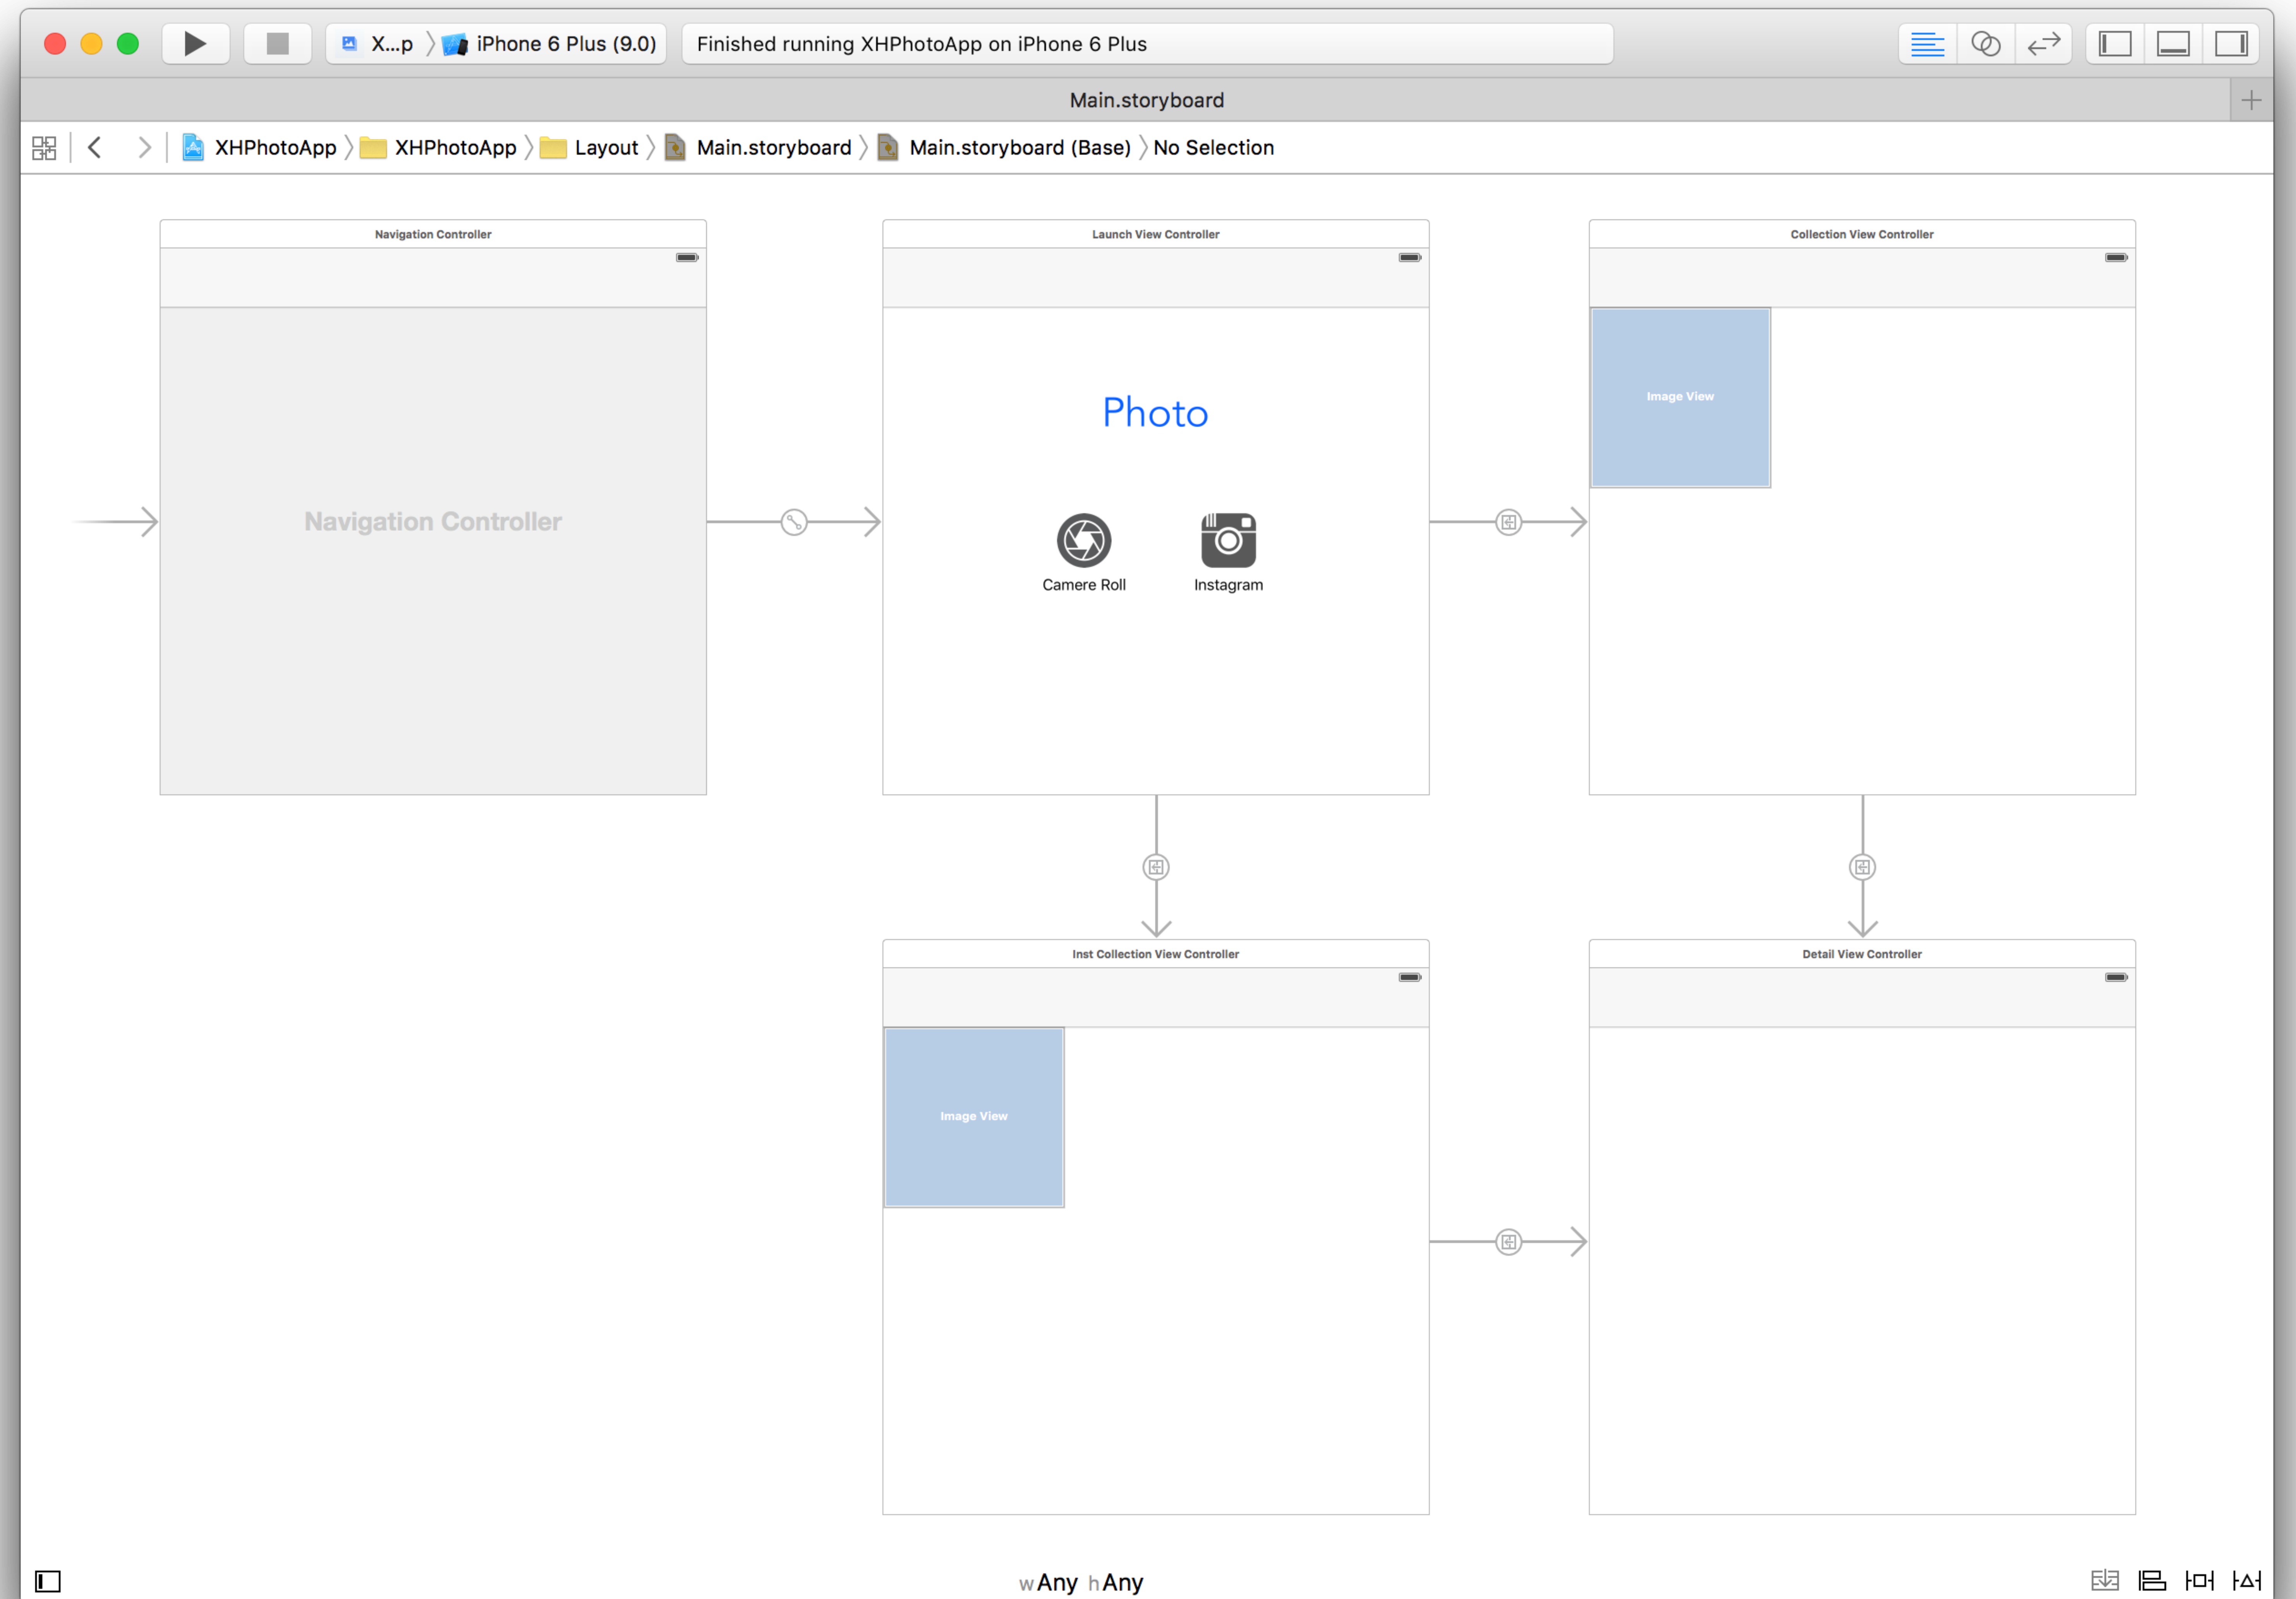 X...p iPhone 6 Plus (9.0) Finished running XHPhotoApp on iPhone 6 Plus
Main.storyboard
XHPhotoApp XHPhotoApp Layout Main.storyboard Main.storyboard (Base) No Selection
Navigation Controller
Navigation Controller
Launch View Controller
Photo
Camere Roll
Instagram
Collection View Controller
Image View
Inst Collection View Controller
Image View
Detail View Controller
wAny hAny